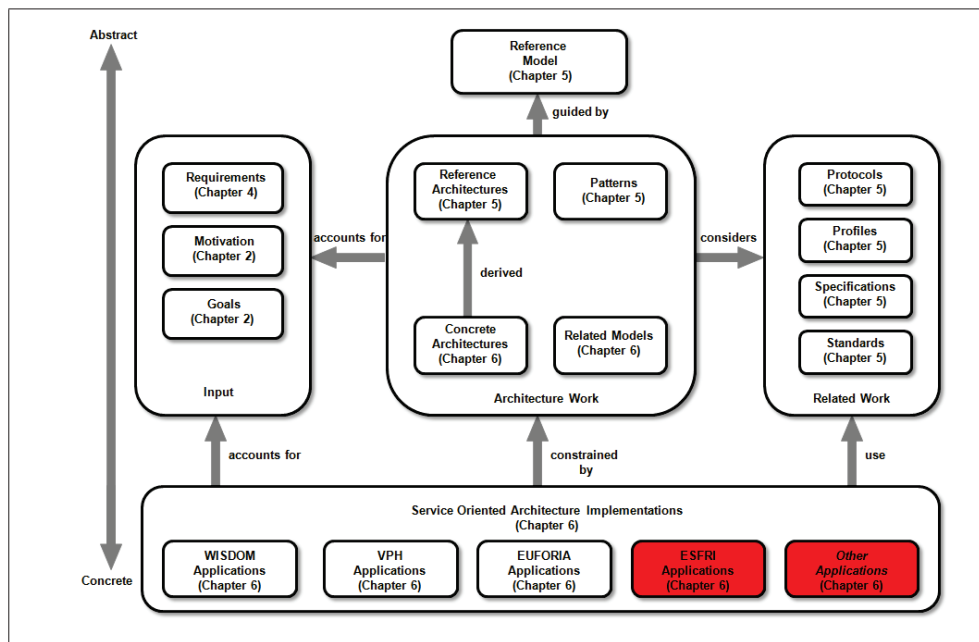 Abstract
Reference
Model
(Chapter 5)
guided by
Requirements
(Chapter 4)
Motivation
(Chapter 2)
Goals
(Chapter 2)
Input
accounts for
Reference
Architectures
(Chapter 5)
Patterns
(Chapter 5)
derived
Concrete
Architectures
(Chapter 6)
Related Models
(Chapter 6)
Architecture Work
considers
Protocols
(Chapter 5)
Profiles
(Chapter 5)
Specifications
(Chapter 5)
Standards
(Chapter 5)
Related Work
accounts for
constrained
by
use
Service Oriented Architecture Implementations
(Chapter 6)
WISDOM
Applications
(Chapter 6)
VPH
Applications
(Chapter 6)
EUFORIA
Applications
(Chapter 6)
ESFRI
Applications
(Chapter 6)
Other
Applications
(Chapter 6)
Concrete